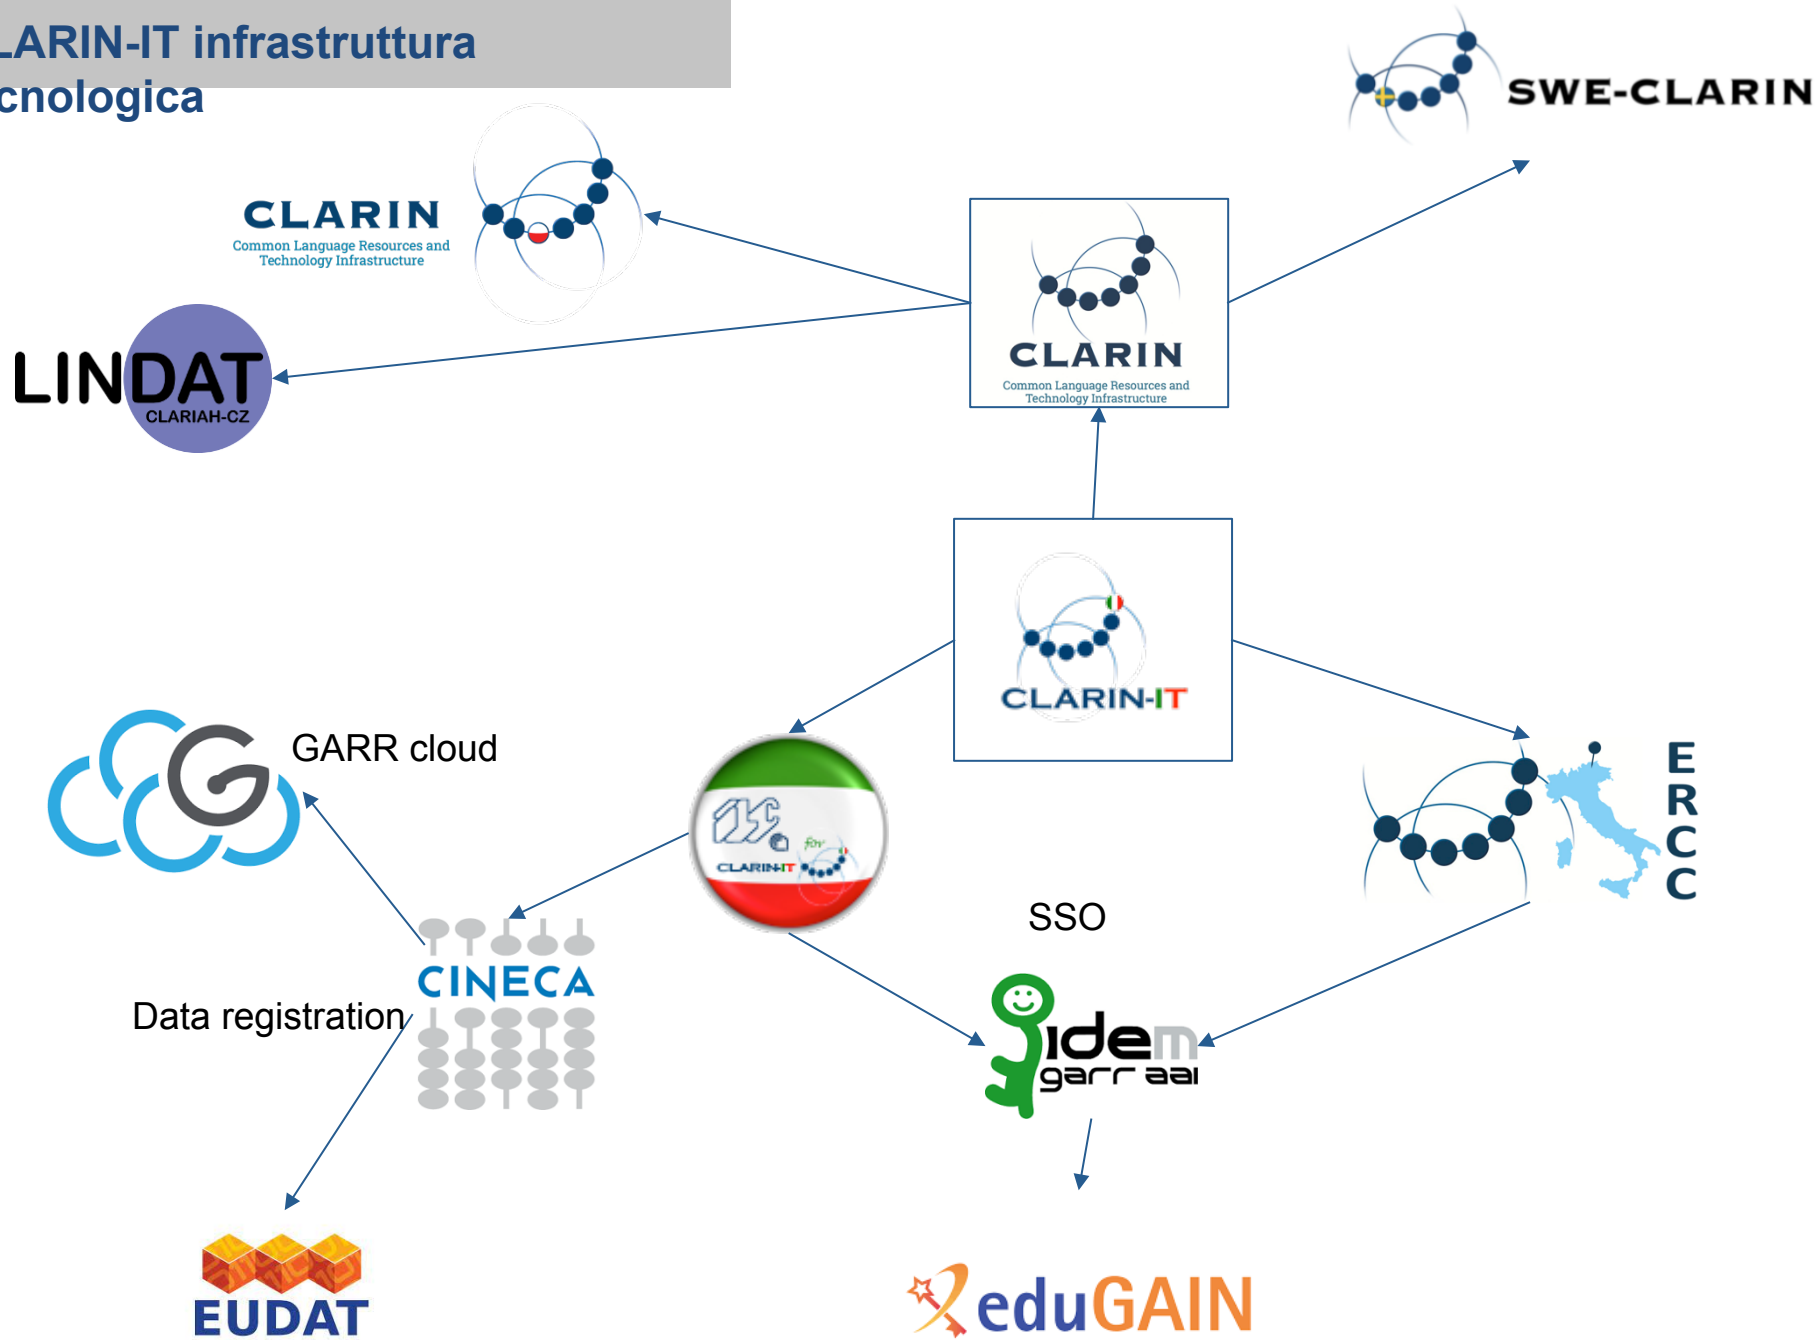 LARIN-IT infrastruttura
cnologica
SWE-CLARIN
CLARIN
Common Language Resources and
Technology Infrastructure
CLARIN
Common Language Resources and
Technology Infrastructure
LINDAT
CLARIAH-CZ
CLARIN-IT
GARR cloud
ILC
for
CLARIN-IT
E
R
C
C
SSO
CINECA
Data registration
idem
garr aai
EUDAT
eduGAIN